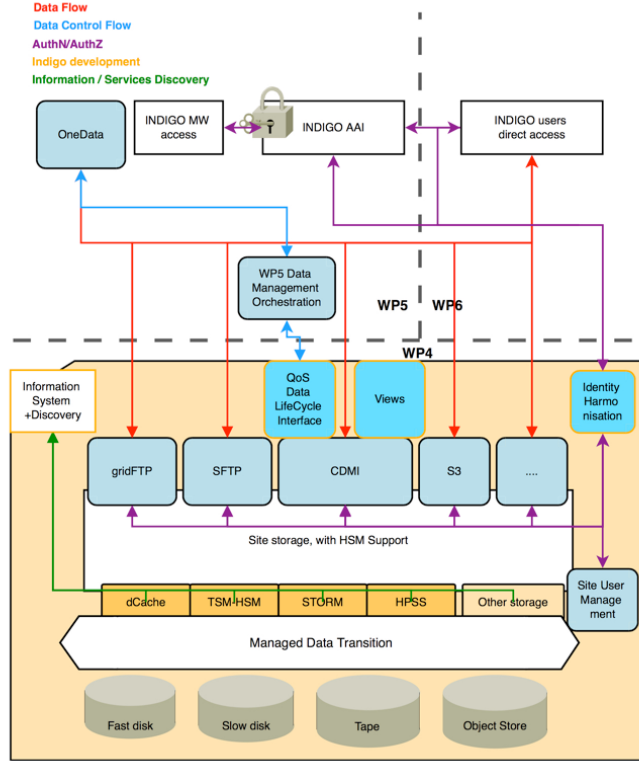 Data Flow
Data Control Flow
AuthN/AuthZ
Indigo development
Information / Services Discovery
OneData
INDIGO MW
access
INDIGO AAI
INDIGO users
direct access
WP5 Data
Management
Orchestration
WP5
WP6
WP4
Information
System
+Discovery
QoS
Data
LifeCycle
Interface
Views
Identity
Harmo
nisation
gridFTP
SFTP
CDMI
S3
....
Site storage, with HSM Support
dCache
TSM-HSM
STORM
HPSS
Other storage
Site User
Manage
ment
Managed Data Transition
Fast disk
Slow disk
Tape
Object Store